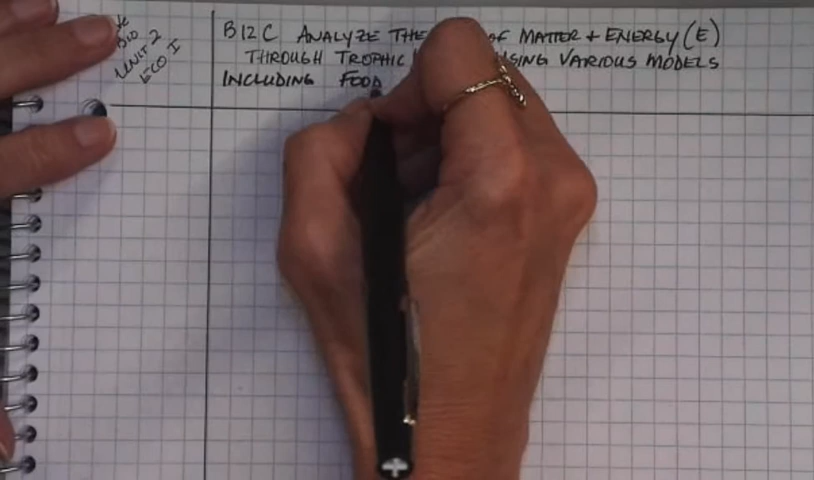 BIO
UNIT 2
ECO I
B12C ANALYZE THE OF MATTER + ENERGY (E)
THROUGH TROPHIC USING VARIOUS MODELS
INCLUDING FOOD